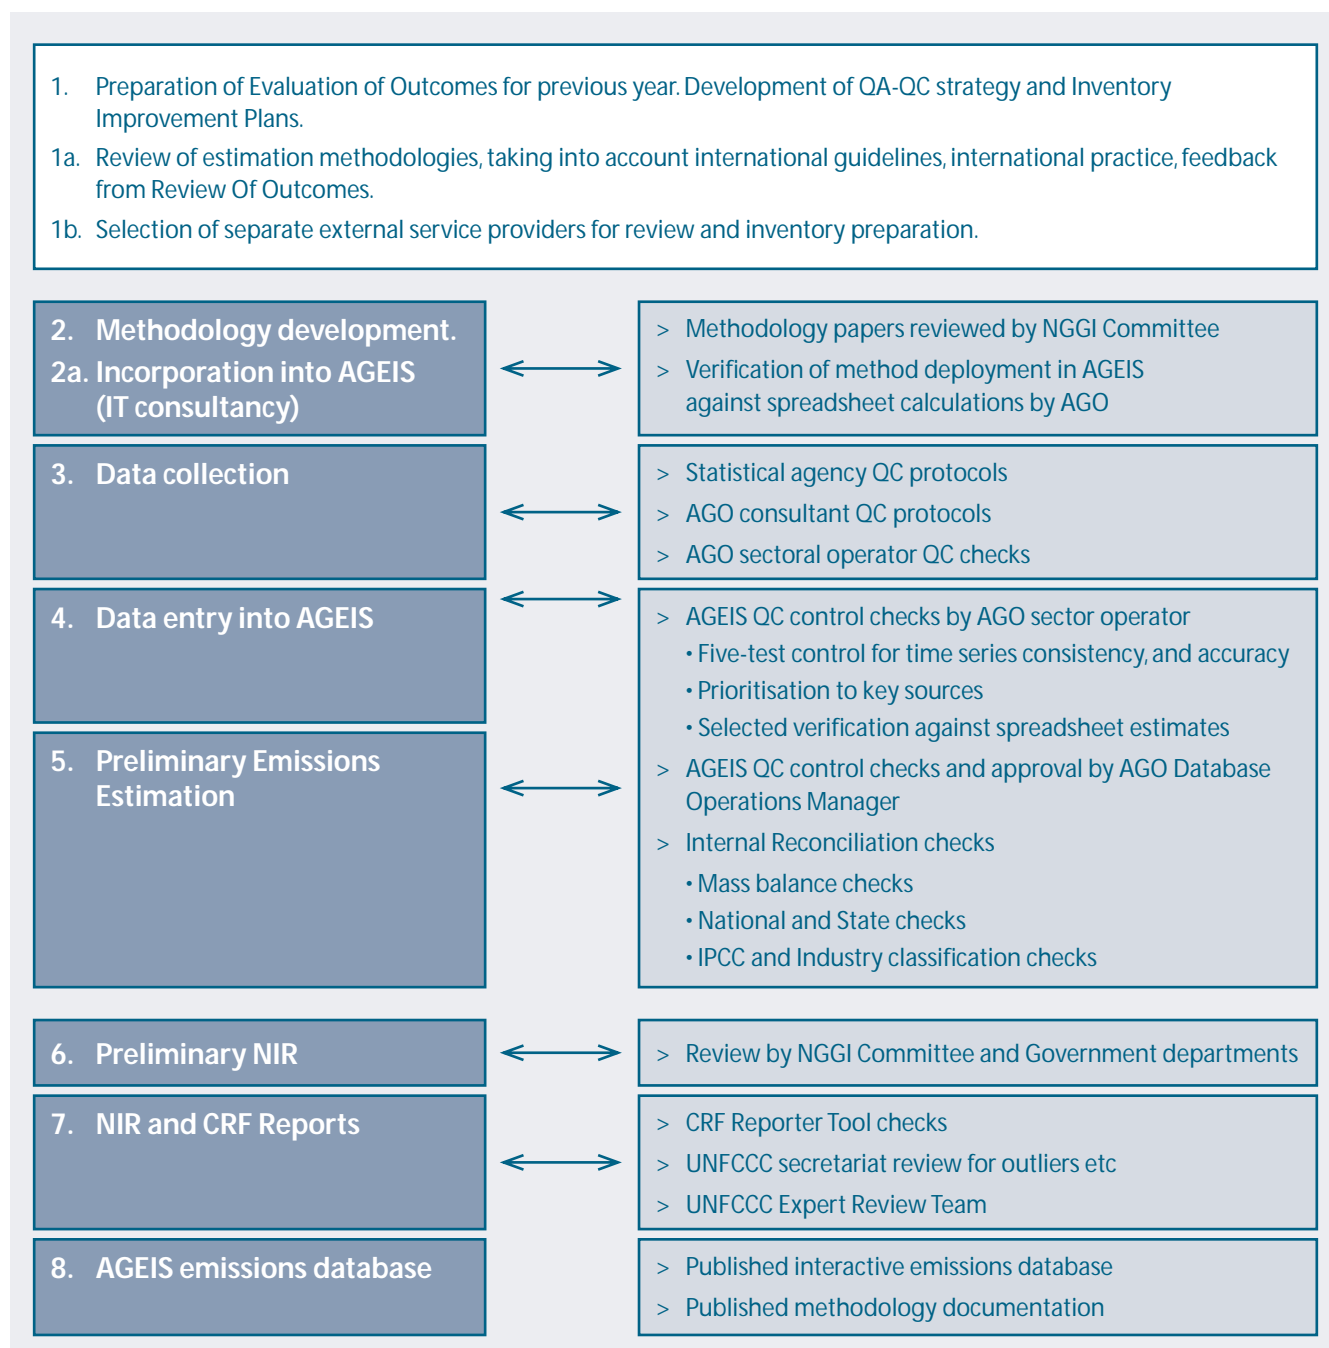 1. Preparation of Evaluation of Outcomes for previous year. Development of QA-QC strategy and Inventory
Improvement Plans.
1a. Review of estimation methodologies, taking into account international guidelines, international practice, feedback
from Review Of Outcomes.
1b. Selection of separate external service providers for review and inventory preparation.
2. Methodology development.
2a. Incorporation into AGEIS
(IT consultancy)
> Methodology papers reviewed by NGGI Committee
> Verification of method deployment in AGEIS
against spreadsheet calculations by AGO
3. Data collection
> Statistical agency QC protocols
> AGO consultant QC protocols
> AGO sectoral operator QC checks
4. Data entry into AGEIS
5. Preliminary Emissions
Estimation
> AGEIS QC control checks by AGO sector operator
• Five-test control for time series consistency, and accuracy
• Prioritisation to key sources
• Selected verification against spreadsheet estimates
> AGEIS QC control checks and approval by AGO Database
Operations Manager
> Internal Reconciliation checks
• Mass balance checks
• National and State checks
• IPCC and Industry classification checks
6. Preliminary NIR
> Review by NGGI Committee and Government departments
7. NIR and CRF Reports
> CRF Reporter Tool checks
> UNFCCC secretariat review for outliers etc
> UNFCCC Expert Review Team
8. AGEIS emissions database
> Published interactive emissions database
> Published methodology documentation